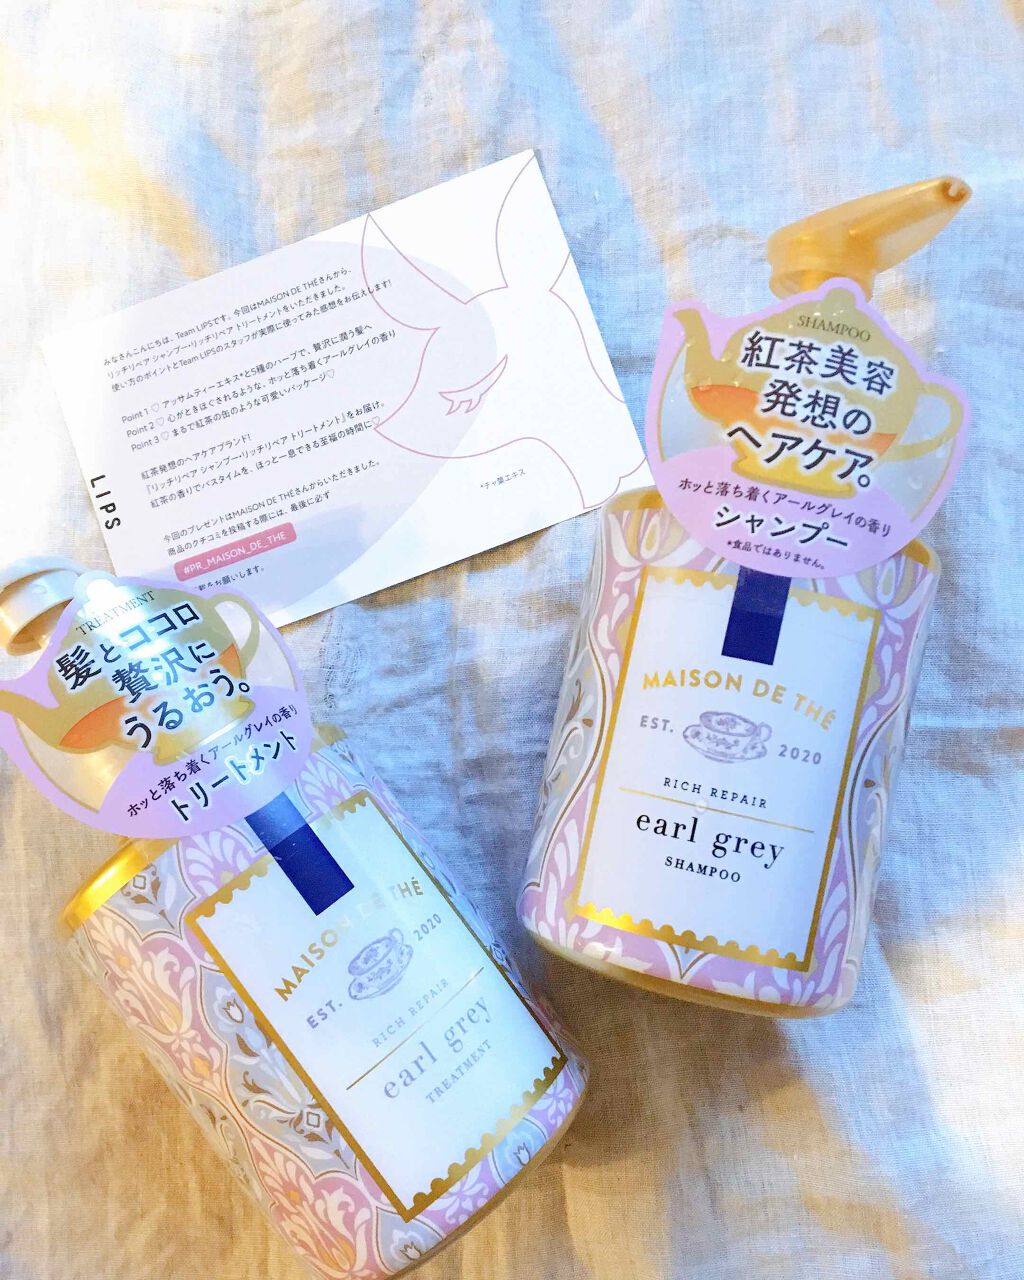 みなさんこんにちは、Team LIPSです。今回はMAISON DE THÉさんから、
リッチリペア シャンプー・リッチリペア トリートメントをいただきました。
使い方のポイントとTeam LIPSのスタッフが実際に使ってみた感想をお伝えします!
Point 1 ♡ アッサムティーエキス*と5種のハーブで、贅沢に潤う髪へ
Point 2 ♡ 心がときほぐされるような、ホッと落ち着くアールグレイの香り
Point 3 ♡ まるで紅茶の缶のような可愛いパッケージ♡
紅茶発想のヘアケアブランド!
『リッチリペア シャンプー・リッチリペア トリートメント』をお届け。
紅茶の香りでバスタイムを、ほっと一息できる至福の時間に♡
*チャ葉エキス
今回のプレゼントはMAISON DE THÉさんからいただきました。
商品のクチコミを投稿する際には、最後に必ず
#PR_MAISON_DE_THE
をお願いします。
LIPS
SHAMPOO
紅茶美容
発想の
ヘアケア。
ホッと落ち着くアールグレイの香り
シャンプー
*食品ではありません。
MAISON DE THÉ
EST. 2020
RICH REPAIR
earl grey
SHAMPOO
TREATMENT
髪とココロ
贅沢に
うるおう。
ホッと落ち着くアールグレイの香り
トリートメント
MAISON DE THÉ
EST. 2020
RICH REPAIR
earl grey
TREATMENT